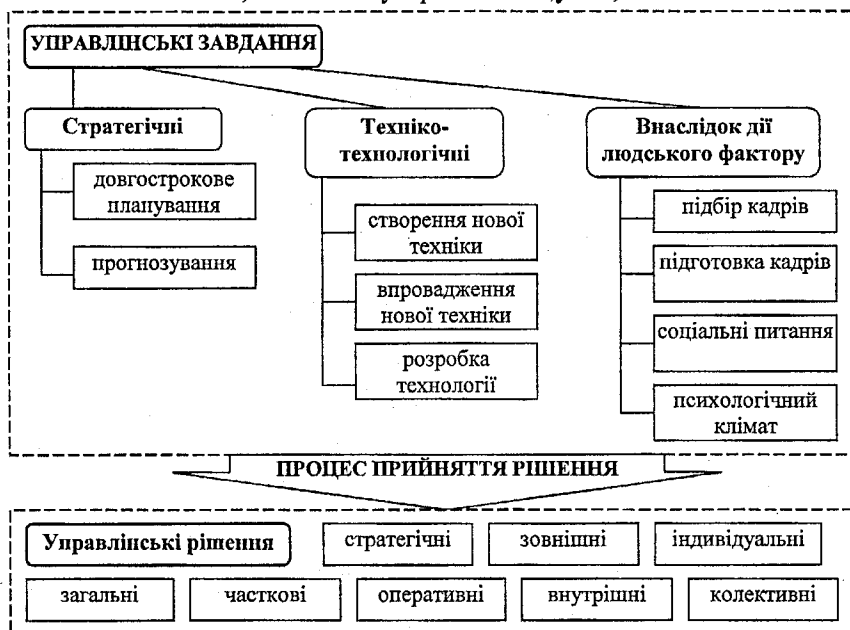 УПРАВЛІНСЬКІ ЗАВДАННЯ
Стратегічні
довгострокове
планування
прогнозування
Техніко-
технологічні
створення нової
техніки
впровадження
нової техніки
розробка
технології
Внаслідок дії
людського фактору
підбір кадрів
підготовка кадрів
соціальні питання
психологічний
клімат
ПРОЦЕС ПРИЙНЯТТЯ РІШЕННЯ
Управлінські рішення
стратегічні
зовнішні
індивідуальні
загальні
часткові
оперативні
внутрішні
колективні